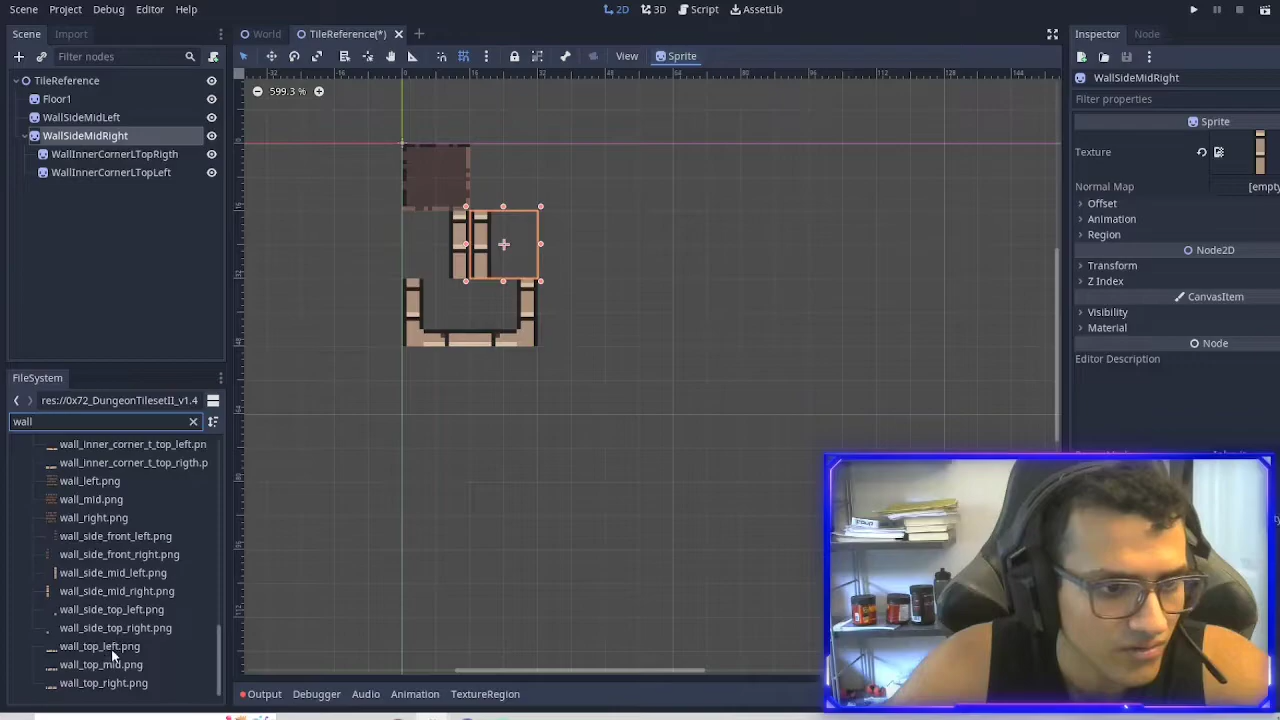 Scene Project Debug Editor Help
2D 3D Script AssetLib
Scene Import
World TileReference(*)
Inspector Node
Filter nodes
View Sprite
TileReference
Floor1
WallSideMidLeft
WallSideMidRight
WallInnerCornerLTopRigth
WallInnerCornerLTopLeft
599.3 %
WallSideMidRight
Filter properties
Sprite
Texture
Normal Map [empty
Offset
Animation
Region
Node2D
Transform
Z Index
CanvasItem
Visibility
Material
Node
Editor Description
FileSystem
res://0x72_DungeonTilesetII_v1.4
wall
wall_inner_corner_t_top_left.pn
wall_inner_corner_t_top_rigth.p
wall_left.png
wall_mid.png
wall_right.png
wall_side_front_left.png
wall_side_front_right.png
wall_side_mid_left.png
wall_side_mid_right.png
wall_side_top_left.png
wall_side_top_right.png
wall_top_left.png
wall_top_mid.png
wall_top_right.png
Output Debugger Audio Animation TextureRegion